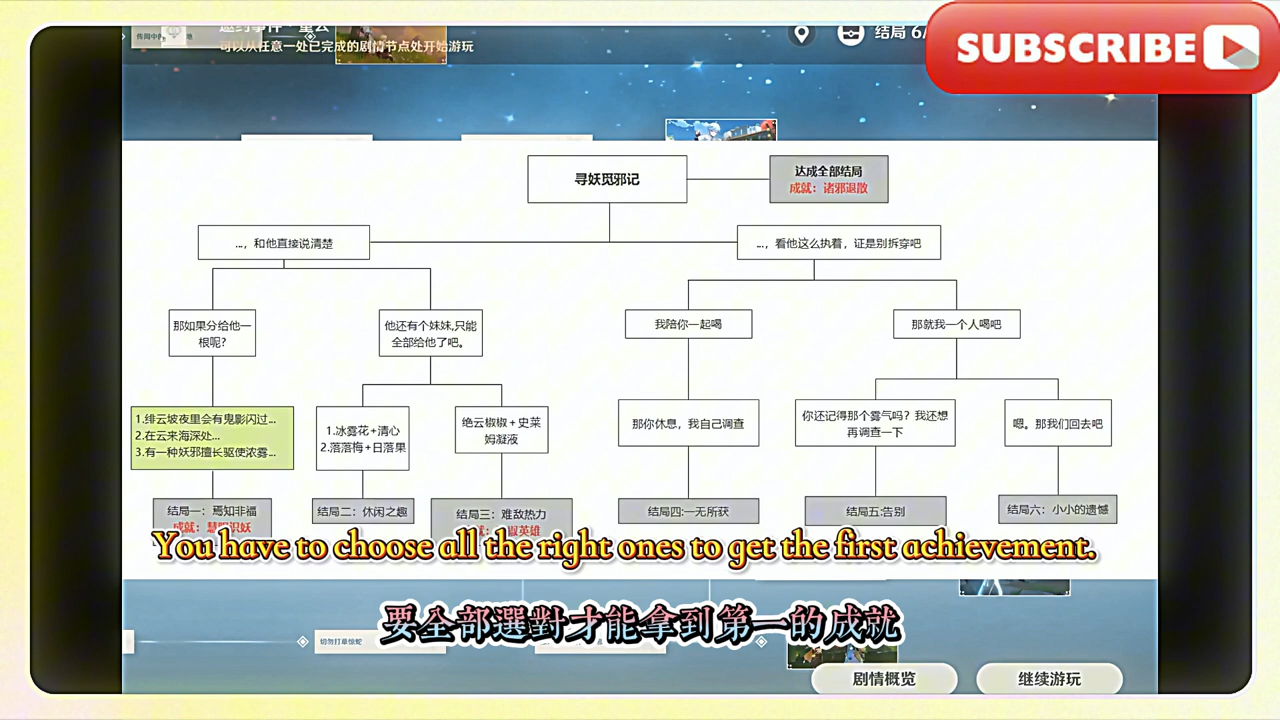 可以从任意一处已完成的剧情节点处开始游玩
结局 6/
SUBSCRIBE
寻妖觅邪记
达成全部结局
成就：诸邪退散
...，和他直接说清楚
...，看他这么执着，证是别拆穿吧
那如果分给他一
根呢?
他还有个妹妹,只能
全部给他了吧。
我陪你一起喝
那就我一个人喝吧
1.绯云坡夜里会有鬼影闪过...
2.在云来海深处...
3.有一种妖邪擅长驱使浓雾...
1.冰雾花+清心
2.落落梅+日落果
绝云椒椒+史莱
姆凝液
那你休息，我自己调查
你还记得那个雾气吗？我还想
再调查一下
嗯。那我们回去吧
结局一：焉知非福
结局二：休闲之趣
结局三：难敌热力
结局四:一无所获
结局五:告别
结局六：小小的遗憾
You have to choose all the right ones to get the first achievement.
要全部選對才能拿到第一的成就
切勿打草惊蛇
剧情概览
继续游玩